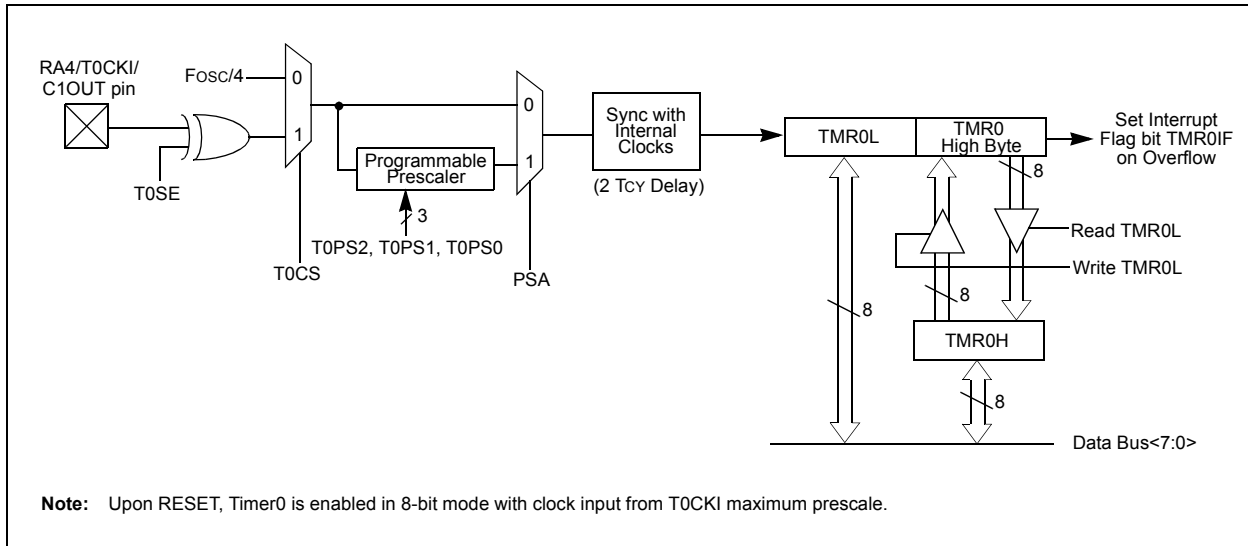 RA4/T0CKI/
C1OUT pin
FOSC/4
0
1
T0SE
T0CS
Programmable
Prescaler
3
T0PS2, T0PS1, T0PS0
0
1
PSA
Sync with
Internal
Clocks
(2 TCY Delay)
TMR0L
TMR0
High Byte
Set Interrupt
Flag bit TMR0IF
on Overflow
8
Read TMR0L
Write TMR0L
8
8
TMR0H
8
Data Bus<7:0>
Note: Upon RESET, Timer0 is enabled in 8-bit mode with clock input from T0CKI maximum prescale.